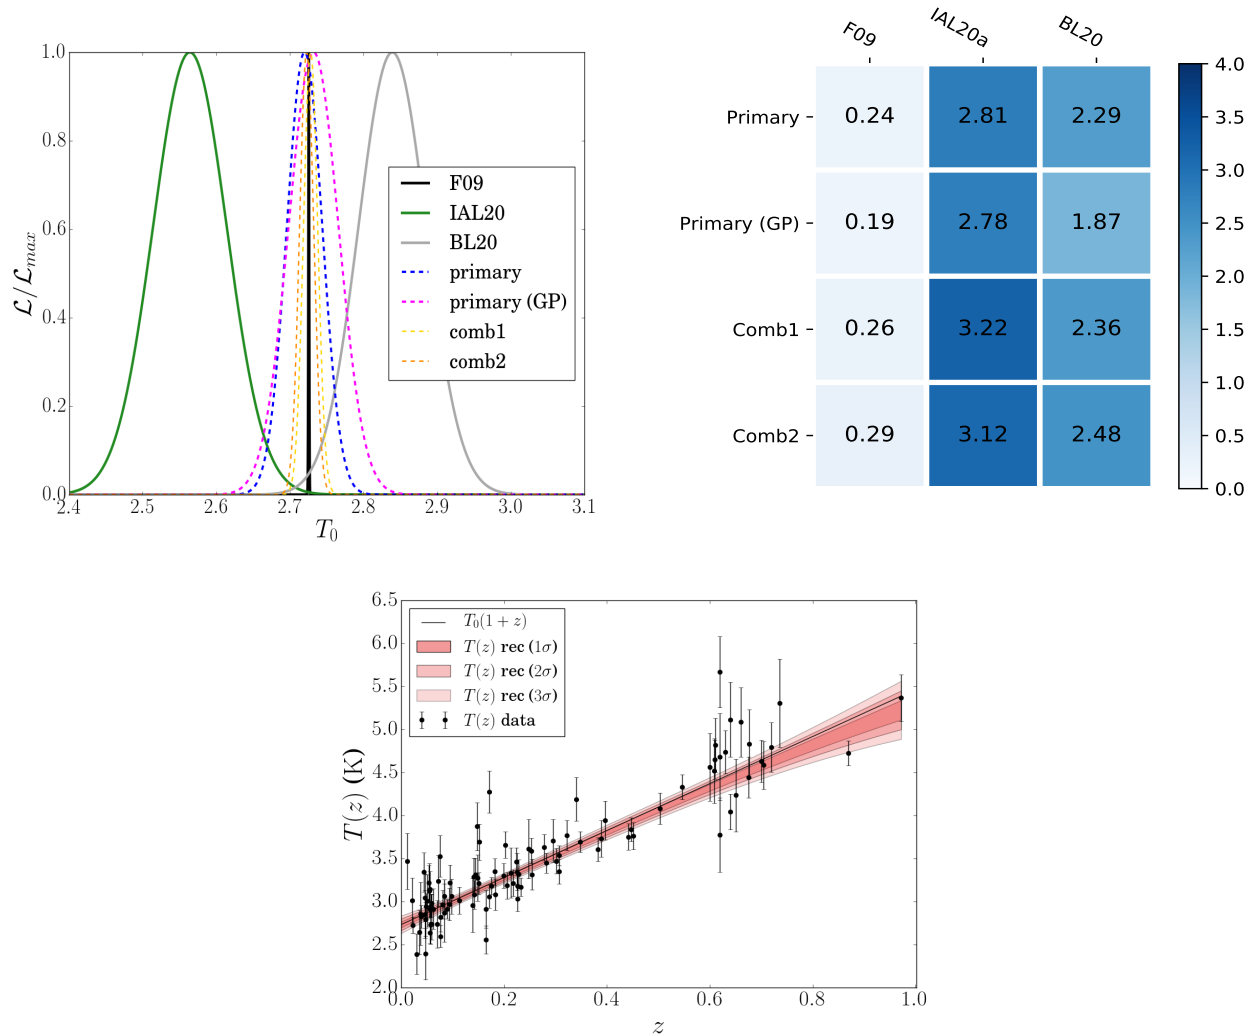 1.0
0.8
0.6
0.4
0.2
0.0
ℒ/ℒmax
2.4 2.5 2.6 2.7 2.8 2.9 3.0 3.1
T₀
F09
IAL20
BL20
primary
primary (GP)
comb1
comb2
F09 IAL20a BL20
Primary 0.24 2.81 2.29
Primary (GP) 0.19 2.78 1.87
Comb1 0.26 3.22 2.36
Comb2 0.29 3.12 2.48
4.0
3.5
3.0
2.5
2.0
1.5
1.0
0.5
0.0
6.5
6.0
5.5
5.0
4.5
4.0
3.5
3.0
2.5
2.0
T(z) (K)
T₀(1 + z)
T(z) rec (1σ)
T(z) rec (2σ)
T(z) rec (3σ)
T(z) data
0.0 0.2 0.4 0.6 0.8 1.0
z